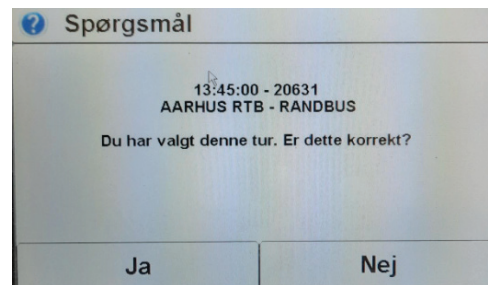 Spørgsmål
13:45:00 - 20631
AARHUS RTB - RANDBUS
Du har valgt denne tur. Er dette korrekt?
Ja
Nej